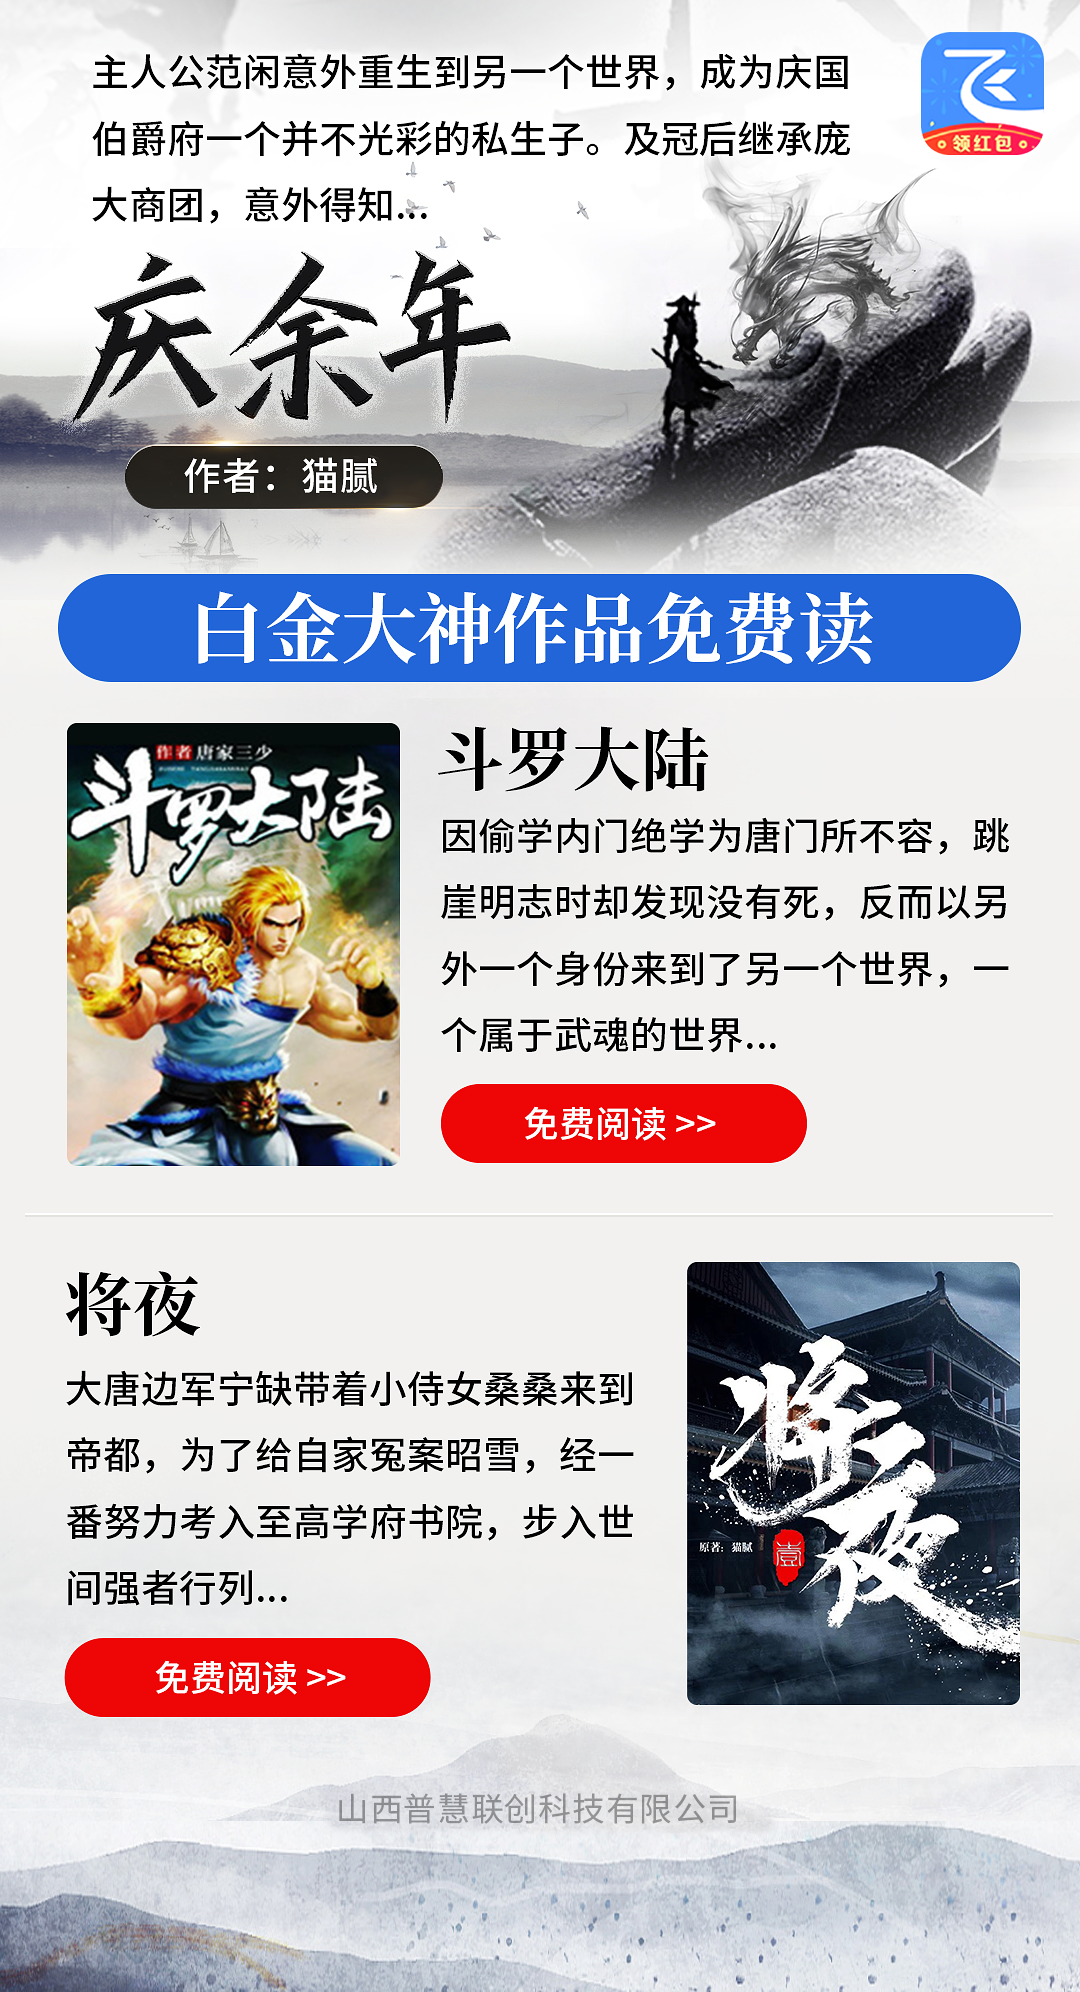 主人公范闲意外重生到另一个世界，成为庆国
伯爵府一个并不光彩的私生子。及冠后继承庞
大商团，意外得知...
领红包
庆余年
作者：猫腻
白金大神作品免费读
作者 唐家三少
斗罗大陆
斗罗大陆
因偷学内门绝学为唐门所不容，跳
崖明志时却发现没有死，反而以另
外一个身份来到了另一个世界，一
个属于武魂的世界...
免费阅读 >>
将夜
大唐边军宁缺带着小侍女桑桑来到
帝都，为了给自家冤案昭雪，经一
番努力考入至高学府书院，步入世
间强者行列...
免费阅读 >>
将夜
原著：猫腻
壹
山西普慧联创科技有限公司